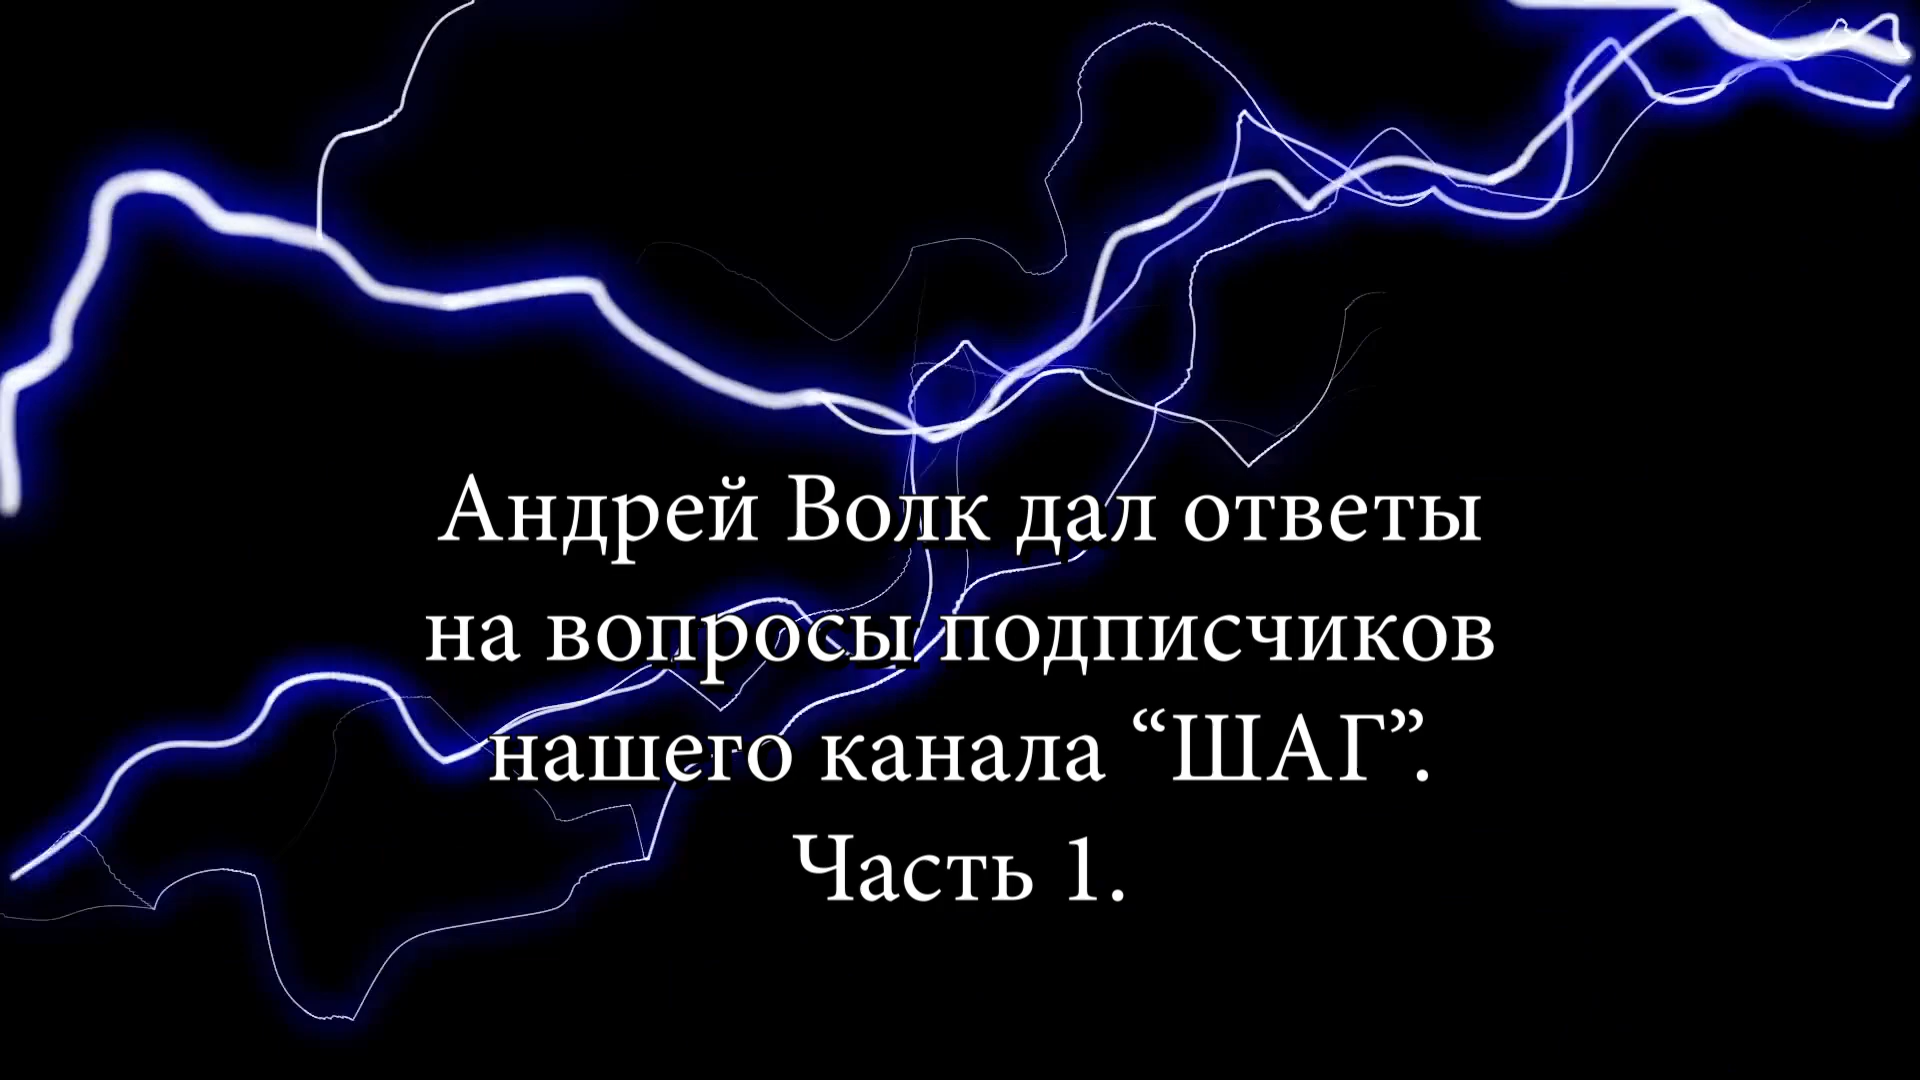 Андрей Волк дал ответы
на вопросы подписчиков
нашего канала “ШАГ”.
Часть 1.